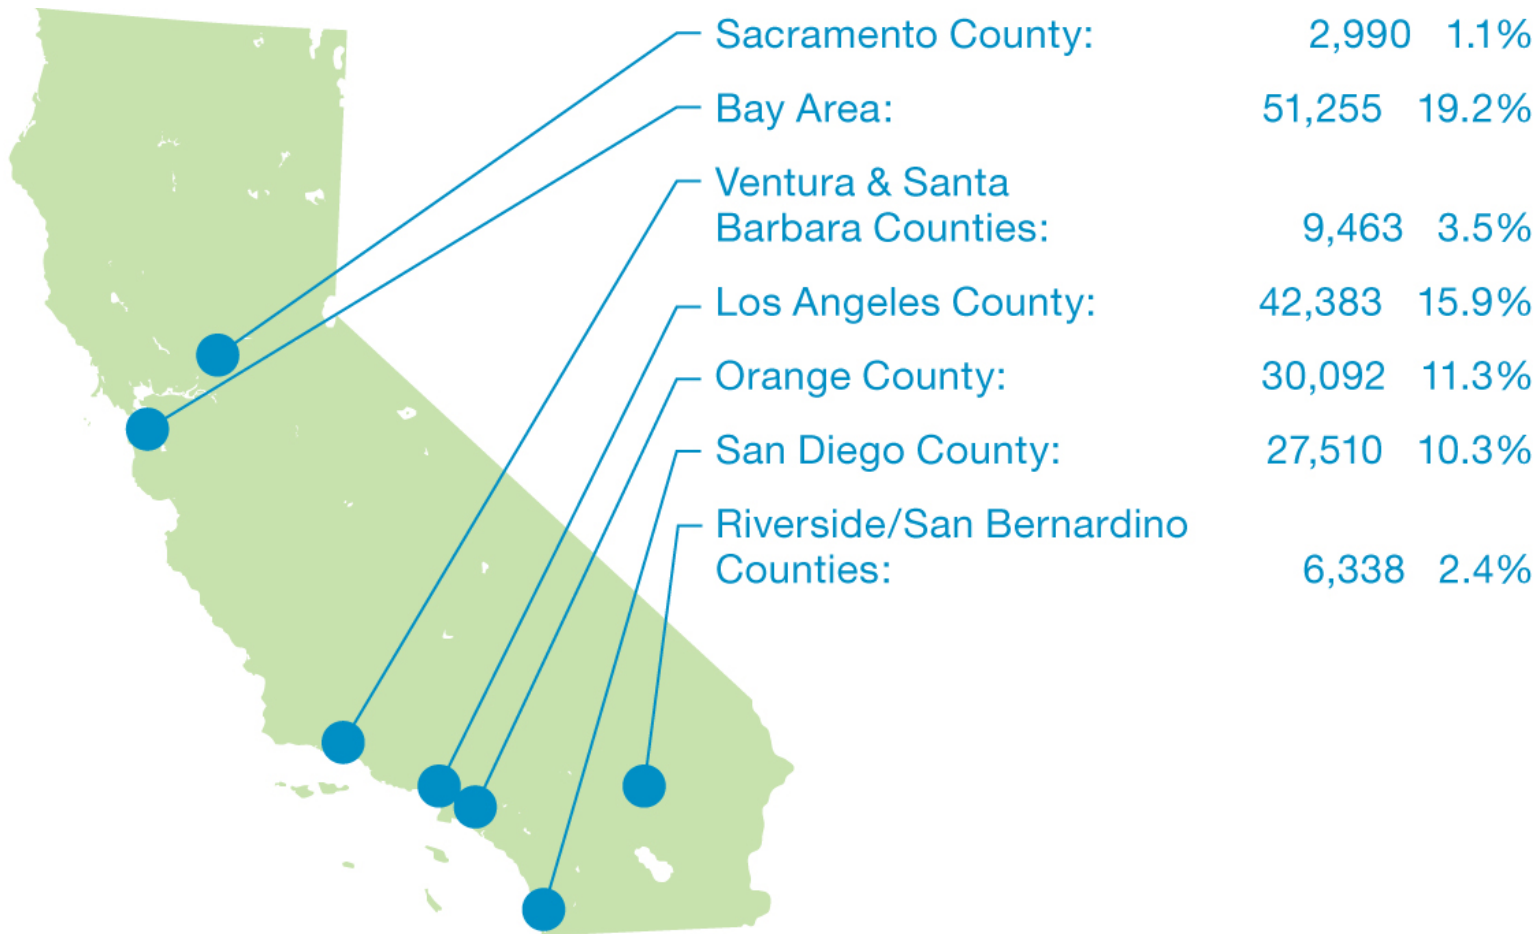 Sacramento County: 2,990 1.1%
Bay Area: 51,255 19.2%
Ventura & Santa
Barbara Counties: 9,463 3.5%
Los Angeles County: 42,383 15.9%
Orange County: 30,092 11.3%
San Diego County: 27,510 10.3%
Riverside/San Bernardino
Counties: 6,338 2.4%